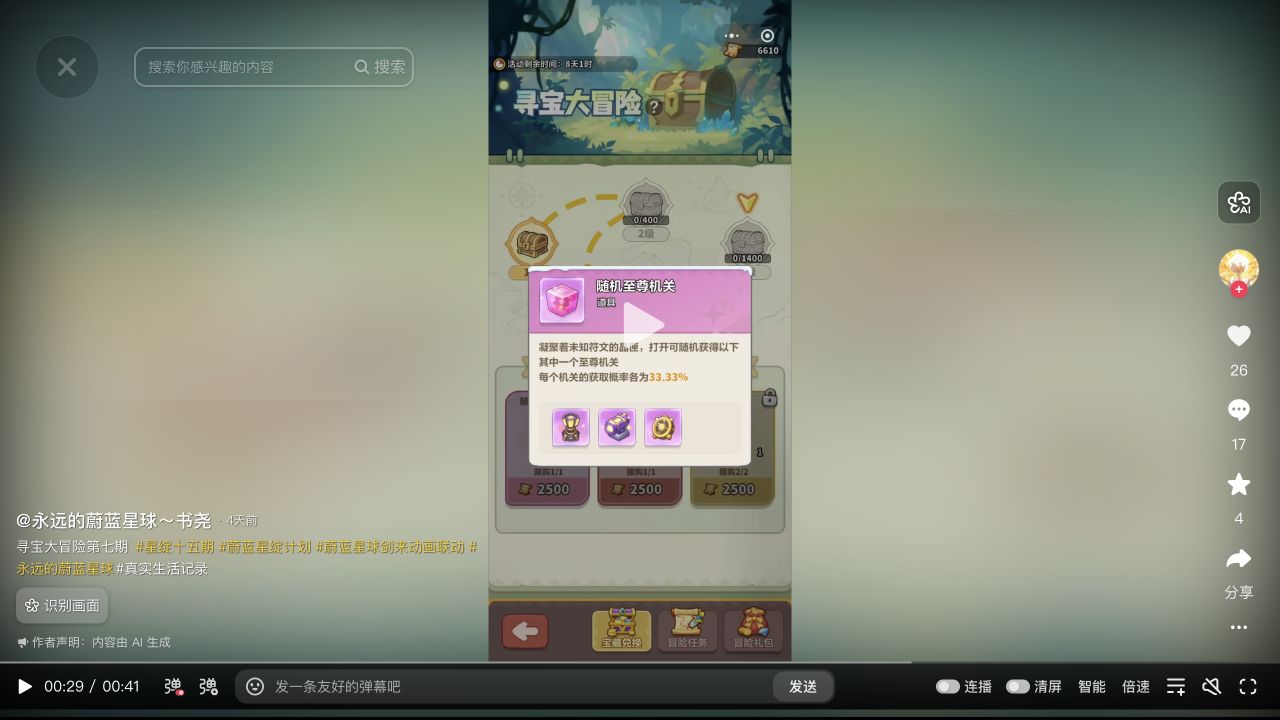 搜索你感兴趣的内容
搜索
6610
活动剩余时间：8天1时
寻宝大冒险
?
0/400
2级
0/1400
随机至尊机关
道具
凝聚着未知符文的晶匣，打开可随机获得以下
其中一个至尊机关
每个机关的获取概率各为33.33%
随
1
限购1/1
限购1/1
限购2/2
2500
2500
2500
宝藏兑换
冒险任务
冒险礼包
AI
26
17
4
分享
@永远的蔚蓝星球～书尧 · 4天前
寻宝大冒险第七期 #星绽十五期 #蔚蓝星绽计划 #蔚蓝星球剑来动画联动 #
永远的蔚蓝星球 #真实生活记录
识别画面
作者声明：内容由 AI 生成
00:29 / 00:41
弹
弹
发一条友好的弹幕吧
发送
连播
清屏
智能
倍速